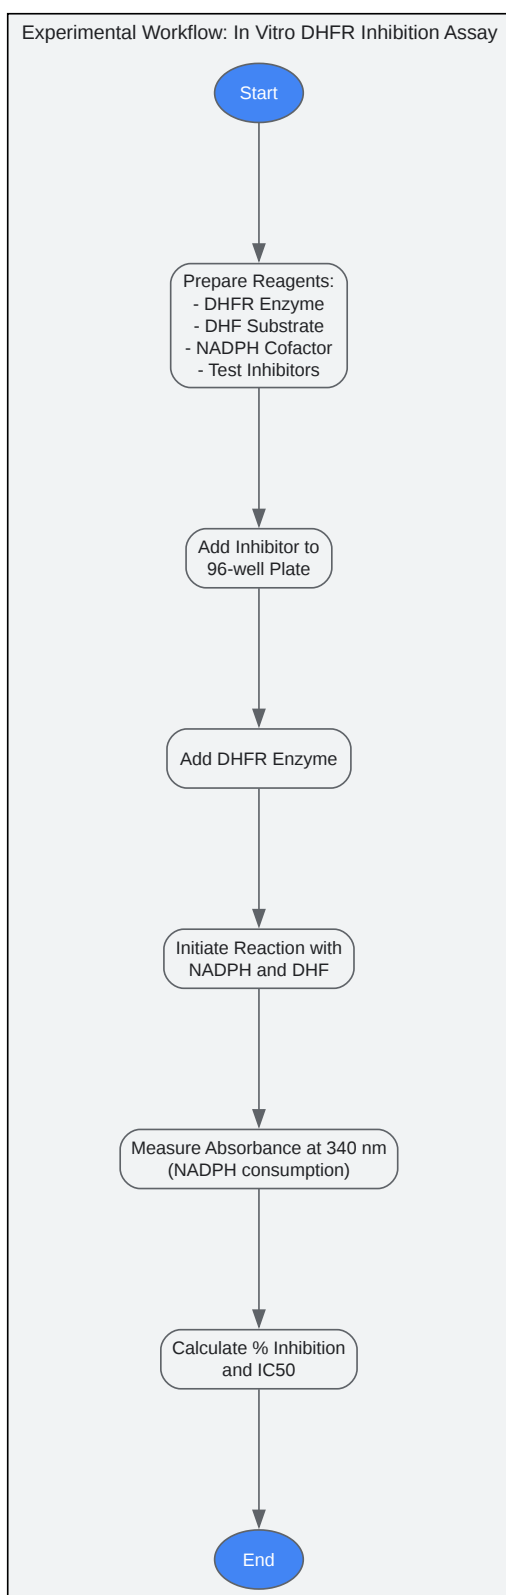 Experimental Workflow: In Vitro DHFR Inhibition Assay
Start
Prepare Reagents:
- DHFR Enzyme
- DHF Substrate
- NADPH Cofactor
- Test Inhibitors
Add Inhibitor to
96-well Plate
Add DHFR Enzyme
Initiate Reaction with
NADPH and DHF
Measure Absorbance at 340 nm
(NADPH consumption)
Calculate % Inhibition
and IC50
End